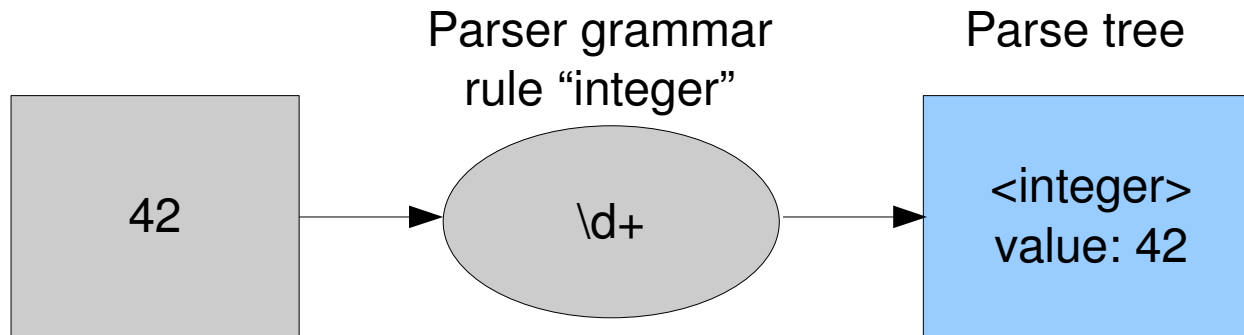 Parser grammar
rule “integer”
Parse tree
42
\d+
<integer>
value: 42